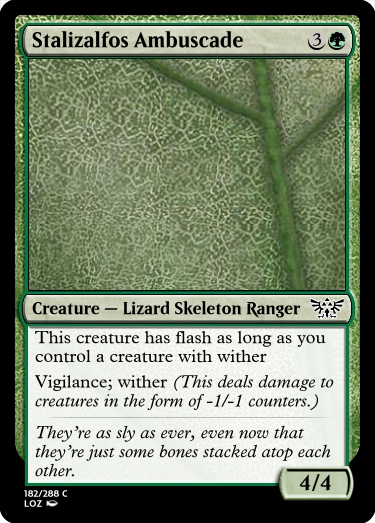 Stalizalfos Ambuscade 3
Creature — Lizard Skeleton Ranger
This creature has flash as long as you
control a creature with wither
Vigilance; wither (This deals damage to
creatures in the form of -1/-1 counters.)
They're as sly as ever, even now that
they're just some bones stacked atop each
other.
4/4
182/288 C
LOZ